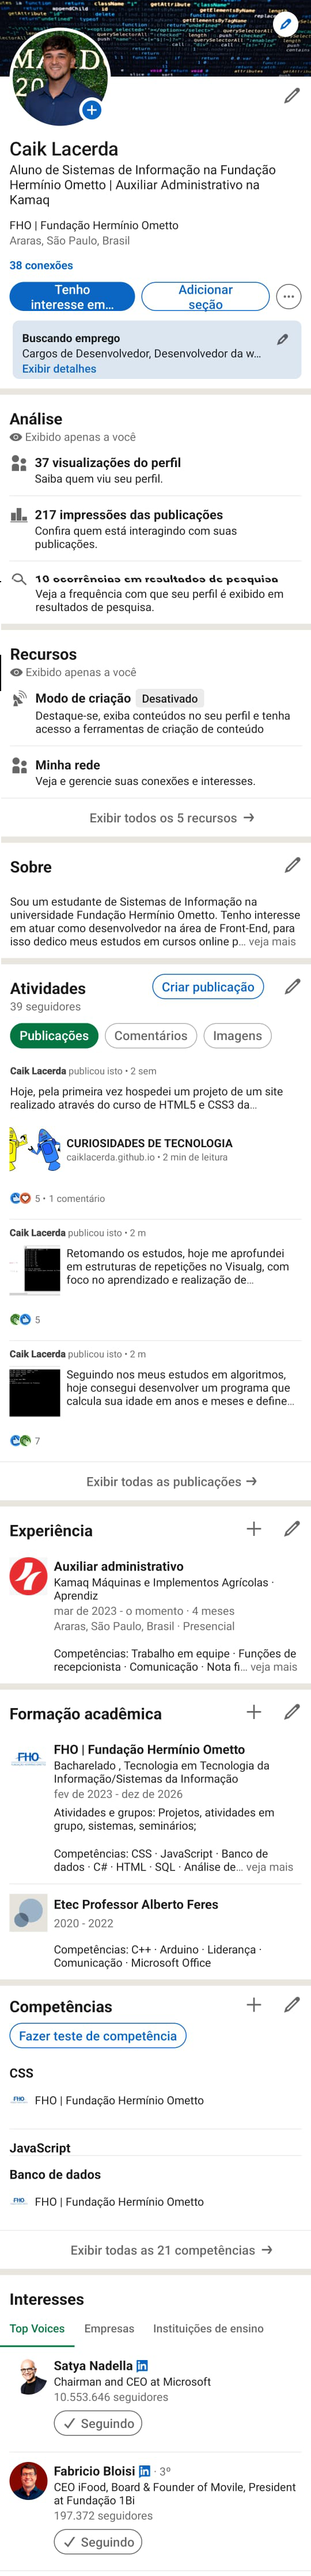 MA D
20
Caik Lacerda
Aluno de Sistemas de Informação na Fundação
Hermínio Ometto | Auxiliar Administrativo na
Kamaq
FHO | Fundação Hermínio Ometto
Araras, São Paulo, Brasil
38 conexões
Tenho
interesse em...
Adicionar
seção
Buscando emprego
Cargos de Desenvolvedor, Desenvolvedor da w...
Exibir detalhes
Análise
Exibido apenas a você
37 visualizações do perfil
Saiba quem viu seu perfil.
217 impressões das publicações
Confira quem está interagindo com suas
publicações.
10 ocorrências em resultados de pesquisa
Veja a frequência com que seu perfil é exibido em
resultados de pesquisa.
Recursos
Exibido apenas a você
Modo de criação Desativado
Destaque-se, exiba conteúdos no seu perfil e tenha
acesso a ferramentas de criação de conteúdo
Minha rede
Veja e gerencie suas conexões e interesses.
Exibir todos os 5 recursos →
Sobre
Sou um estudante de Sistemas de Informação na
universidade Fundação Hermínio Ometto. Tenho interesse
em atuar como desenvolvedor na área de Front-End, para
isso dedico meus estudos em cursos online p... veja mais
Atividades
Criar publicação
39 seguidores
Publicações Comentários Imagens
Caik Lacerda publicou isto • 2 sem
Hoje, pela primeira vez hospedei um projeto de um site
realizado através do curso de HTML5 e CSS3 da...
CURIOSIDADES DE TECNOLOGIA
caiklacerda.github.io • 2 min de leitura
5 • 1 comentário
Caik Lacerda publicou isto • 2 m
Retomando os estudos, hoje me aprofundei
em estruturas de repetições no Visualg, com
foco no aprendizado e realização de...
5
Caik Lacerda publicou isto • 2 m
Seguindo nos meus estudos em algoritmos,
hoje consegui desenvolver um programa que
calcula sua idade em anos e meses e define...
7
Exibir todas as publicações →
Experiência
Auxiliar administrativo
Kamaq Máquinas e Implementos Agrícolas ·
Aprendiz
mar de 2023 - o momento · 4 meses
Araras, São Paulo, Brasil · Presencial
Competências: Trabalho em equipe · Funções de
recepcionista · Comunicação · Nota fi... veja mais
Formação acadêmica
FHO
FHO | Fundação Hermínio Ometto
Bacharelado , Tecnologia em Tecnologia da
Informação/Sistemas da Informação
fev de 2023 - dez de 2026
Atividades e grupos: Projetos, atividades em
grupo, sistemas, seminários;
Competências: CSS · JavaScript · Banco de
dados · C# · HTML · SQL · Análise de... veja mais
Etec Professor Alberto Feres
2020 - 2022
Competências: C++ · Arduino · Liderança ·
Comunicação · Microsoft Office
Competências
Fazer teste de competência
CSS
FHO FHO | Fundação Hermínio Ometto
JavaScript
Banco de dados
FHO FHO | Fundação Hermínio Ometto
Exibir todas as 21 competências →
Interesses
Top Voices Empresas Instituições de ensino
Satya Nadella in
Chairman and CEO at Microsoft
10.553.646 seguidores
Seguindo
Fabricio Bloisi in · 3º
CEO iFood, Board & Founder of Movile, President
at Fundação 1Bi
197.372 seguidores
Seguindo